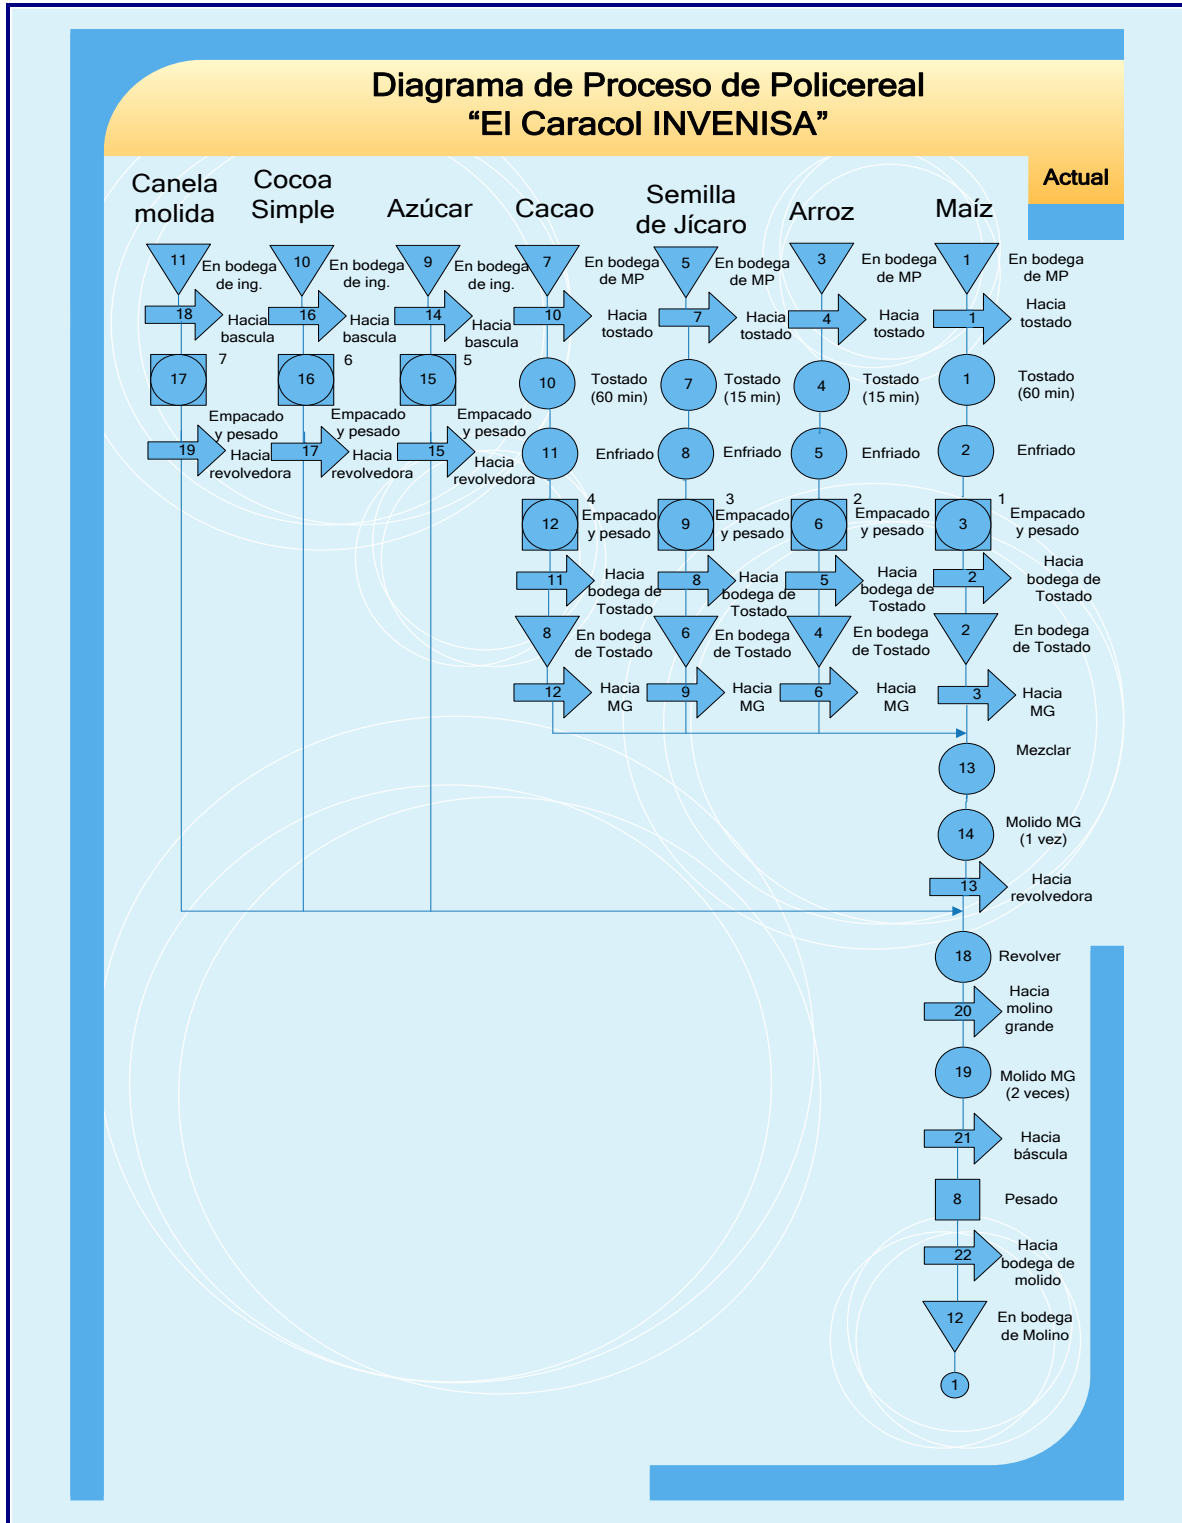 Diagrama de Proceso de Policereal
“El Caracol INVENISA”
Actual
Canela
molida
11
En bodega
de ing.
18
Hacia
bascula
17
7
Empacado
y pesado
19
Hacia
revolvedora
Cocoa
Simple
10
En bodega
de ing.
16
Hacia
bascula
16
6
Empacado
y pesado
17
Hacia
revolvedora
Azúcar
9
En bodega
de ing.
14
Hacia
bascula
15
5
Empacado
y pesado
15
Hacia
revolvedora
Cacao
7
En bodega
de MP
10
Hacia
tostado
10
Tostado
(60 min)
11
Enfriado
12
4
Empacado
y pesado
11
Hacia
bodega de
Tostado
8
En bodega
de Tostado
12
Hacia
MG
Semilla
de Jícaro
5
En bodega
de MP
7
Hacia
tostado
7
Tostado
(15 min)
8
Enfriado
9
3
Empacado
y pesado
8
Hacia
bodega de
Tostado
6
En bodega
de Tostado
9
Hacia
MG
Arroz
3
En bodega
de MP
4
Hacia
tostado
4
Tostado
(15 min)
5
Enfriado
6
2
Empacado
y pesado
5
Hacia
bodega de
Tostado
4
En bodega
de Tostado
6
Hacia
MG
Maíz
1
En bodega
de MP
1
Hacia
tostado
1
Tostado
(60 min)
2
Enfriado
3
1
Empacado
y pesado
2
Hacia
bodega de
Tostado
2
En bodega
de Tostado
3
Hacia
MG
13
Mezclar
14
Molido MG
(1 vez)
13
Hacia
revolvedora
18
Revolver
20
Hacia
molino
grande
19
Molido MG
(2 veces)
21
Hacia
báscula
8
Pesado
22
Hacia
bodega de
molido
12
En bodega
de Molino
1